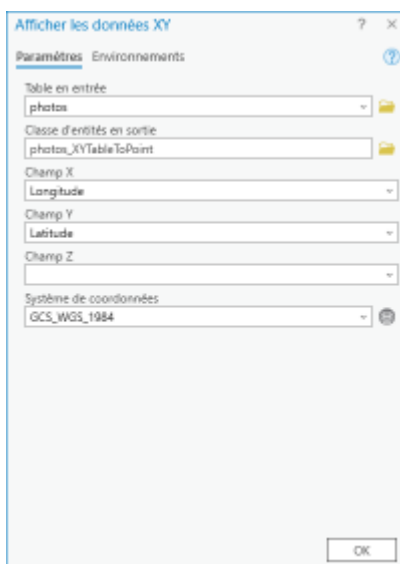 Afficher les données XY ? ×
Paramètres Environnements ?
Table en entrée
photos
Classe d'entités en sortie
photos_XYTableToPoint
Champ X
Longitude
Champ Y
Latitude
Champ Z
Système de coordonnées
GCS_WGS_1984
OK